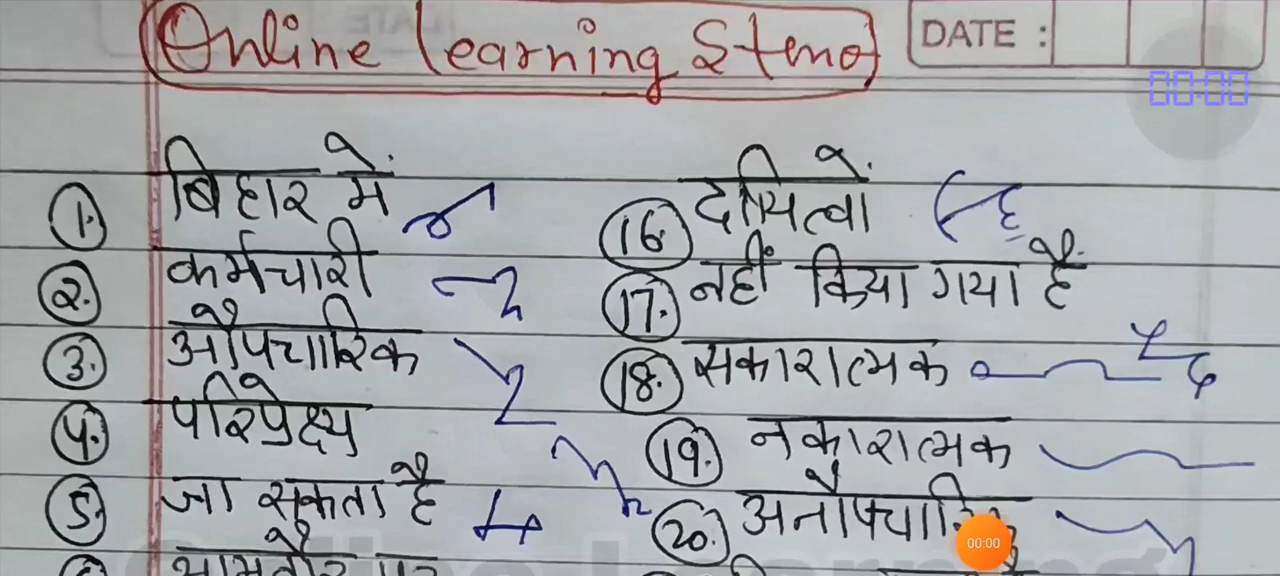 Online learning Steno
DATE :
00:00
1. बिहार में
2. कर्मचारी
3. औपचारिक
4. परिप्रेक्ष्य
5. जा सकता है
16. दायित्वों
17. नहीं किया गया है
18. सकारात्मक
19. नकारात्मक
20. अनौपचारिक
00:00